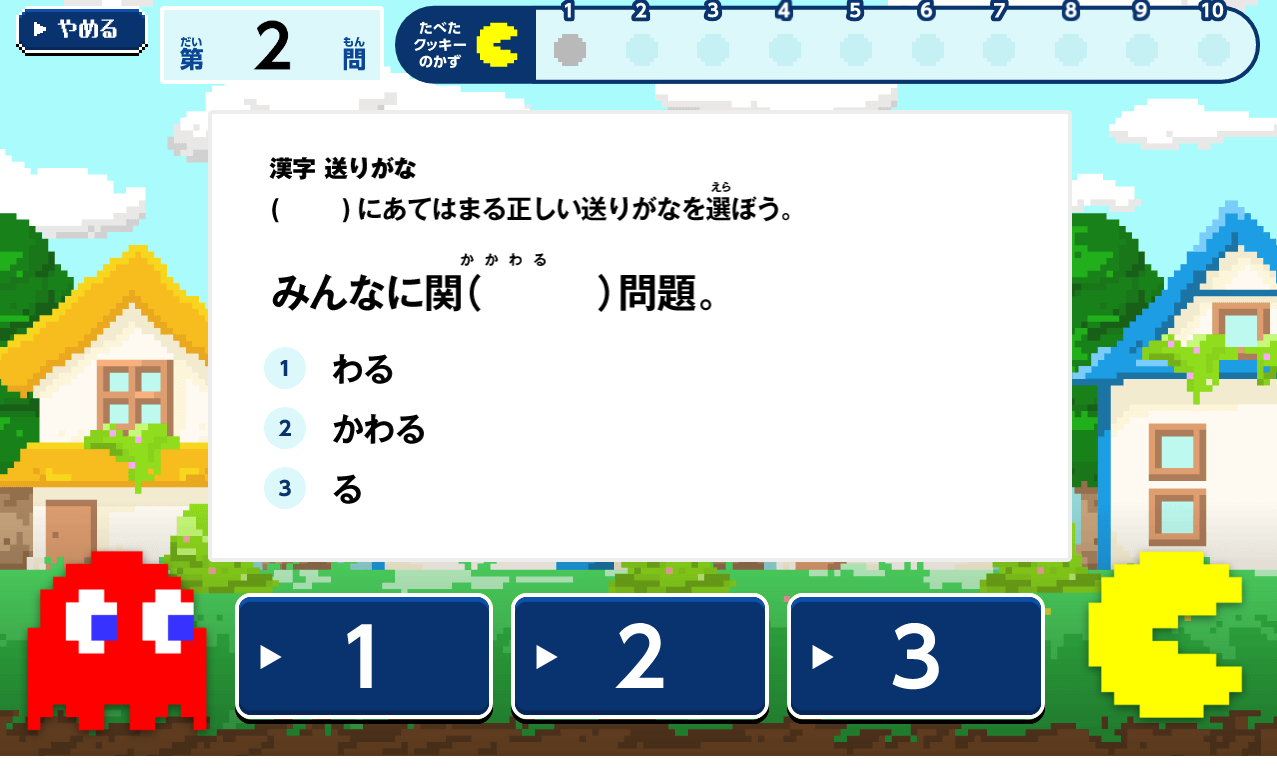 やめる
だい もん
第 2 問
たべた
クッキー
のかず
1 2 3 4 5 6 7 8 9 10
漢字 送りがな
えら
(　　)にあてはまる正しい送りがなを選ぼう。
かかわる
みんなに関(　　　)問題。
1 わる
2 かわる
3 る
1 2 3